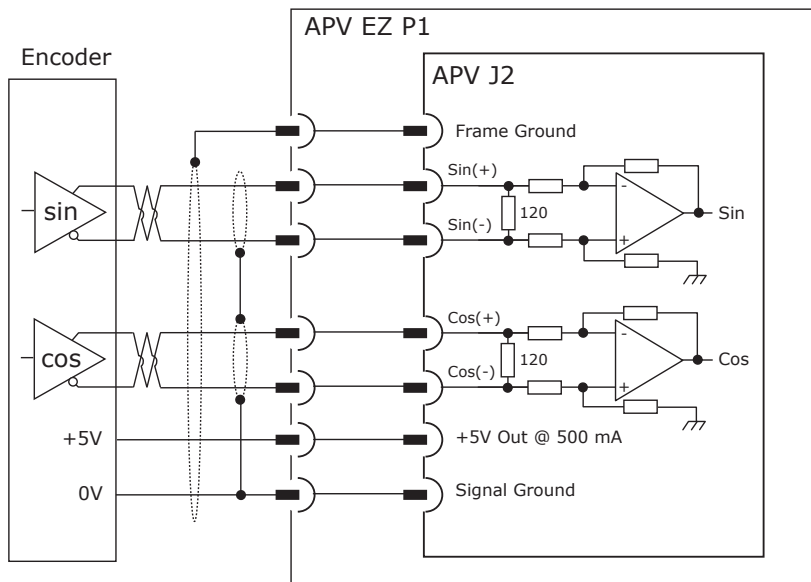 APV EZ P1
Encoder
APV J2
Frame Ground
Sin(+)
sin
120
-
Sin
Sin(-)
+
Cos(+)
cos
120
-
Cos
Cos(-)
+
+5V
+5V Out @ 500 mA
0V
Signal Ground